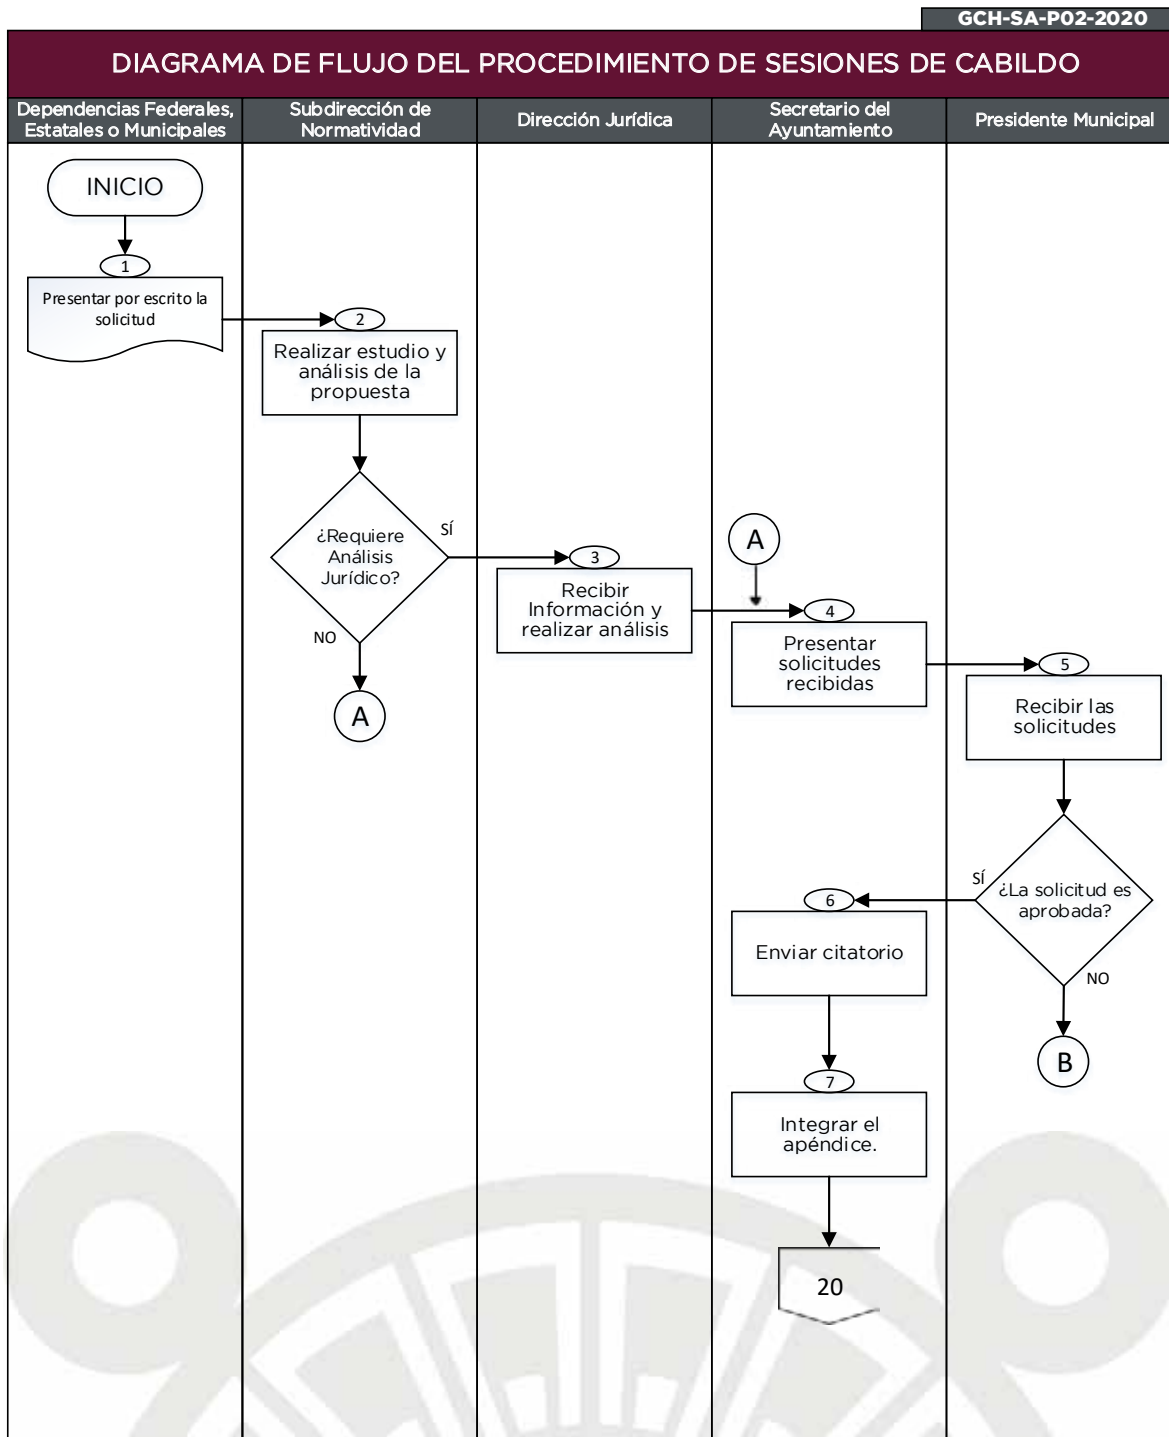 GCH-SA-P02-2020
DIAGRAMA DE FLUJO DEL PROCEDIMIENTO DE SESIONES DE CABILDO
Dependencias Federales,
Estatales o Municipales
Subdirección de
Normatividad
Dirección Jurídica
Secretario del
Ayuntamiento
Presidente Municipal
INICIO
1
Presentar por escrito la
solicitud
2
Realizar estudio y
análisis de la
propuesta
¿Requiere
Análisis
Jurídico?
SÍ
NO
A
3
Recibir
Información y
realizar análisis
A
4
Presentar
solicitudes
recibidas
5
Recibir las
solicitudes
¿La solicitud es
aprobada?
SÍ
NO
B
6
Enviar citatorio
7
Integrar el
apéndice.
20